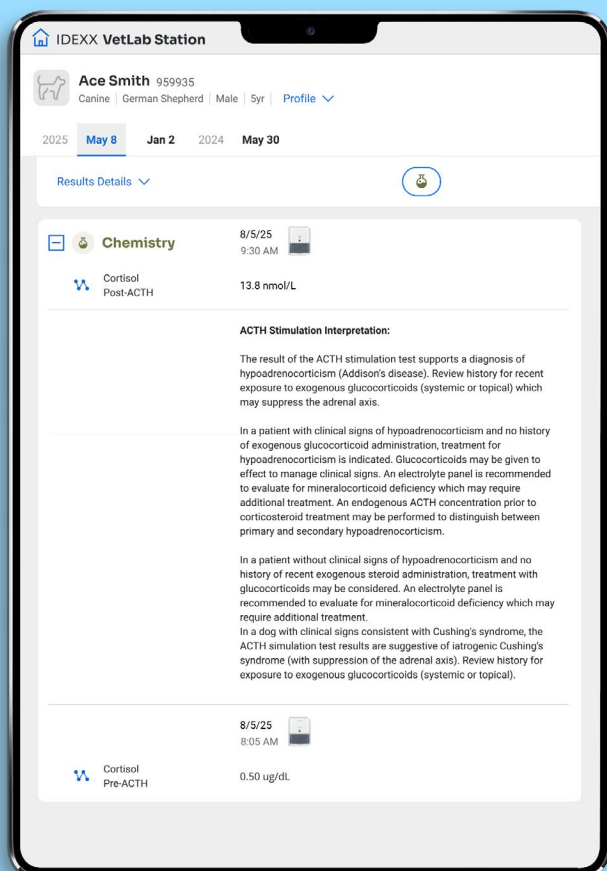 IDEXX VetLab Station
Ace Smith 959935
Canine | German Shepherd | Male | 5yr | Profile
2025 May 8 Jan 2 2024 May 30
Results Details
Chemistry
8/5/25
9:30 AM
Cortisol
Post-ACTH
13.8 nmol/L
ACTH Stimulation Interpretation:
The result of the ACTH stimulation test supports a diagnosis of
hypoadrenocorticism (Addison's disease). Review history for recent
exposure to exogenous glucocorticoids (systemic or topical) which
may suppress the adrenal axis.
In a patient with clinical signs of hypoadrenocorticism and no history
of exogenous glucocorticoid administration, treatment for
hypoadrenocorticism is indicated. Glucocorticoids may be given to
effect to manage clinical signs. An electrolyte panel is recommended
to evaluate for mineralocorticoid deficiency which may require
additional treatment. An endogenous ACTH concentration prior to
corticosteroid treatment may be performed to distinguish between
primary and secondary hypoadrenocorticism.
In a patient without clinical signs of hypoadrenocorticism and no
history of recent exogenous steroid administration, treatment with
glucocorticoids may be considered. An electrolyte panel is
recommended to evaluate for mineralocorticoid deficiency which may
require additional treatment.
In a dog with clinical signs consistent with Cushing's syndrome, the
ACTH simulation test results are suggestive of iatrogenic Cushing's
syndrome (with suppression of the adrenal axis). Review history for
exposure to exogenous glucocorticoids (systemic or topical).
8/5/25
8:05 AM
Cortisol
Pre-ACTH
0.50 ug/dL